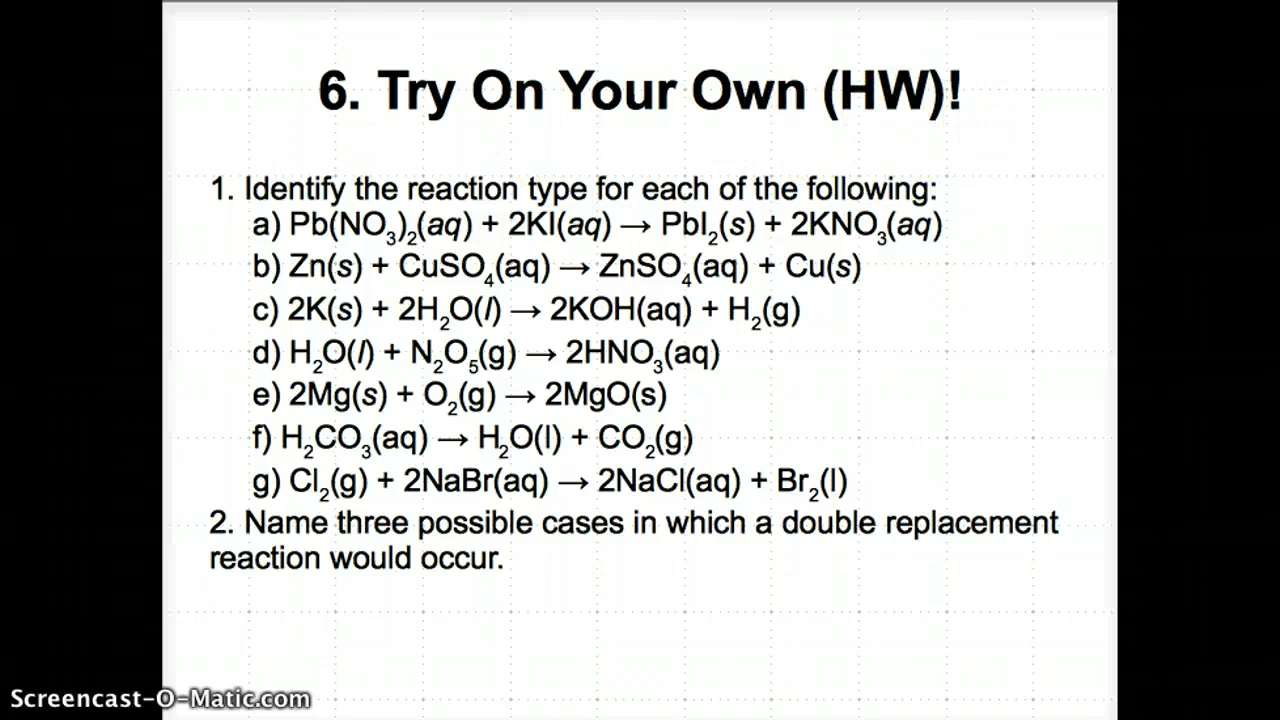 6. Try On Your Own (HW)!
1. Identify the reaction type for each of the following:
a) Pb(NO₃)₂(aq) + 2KI(aq) → PbI₂(s) + 2KNO₃(aq)
b) Zn(s) + CuSO₄(aq) → ZnSO₄(aq) + Cu(s)
c) 2K(s) + 2H₂O(l) → 2KOH(aq) + H₂(g)
d) H₂O(l) + N₂O₅(g) → 2HNO₃(aq)
e) 2Mg(s) + O₂(g) → 2MgO(s)
f) H₂CO₃(aq) → H₂O(l) + CO₂(g)
g) Cl₂(g) + 2NaBr(aq) → 2NaCl(aq) + Br₂(l)
2. Name three possible cases in which a double replacement
reaction would occur.
Screencast-O-Matic.com